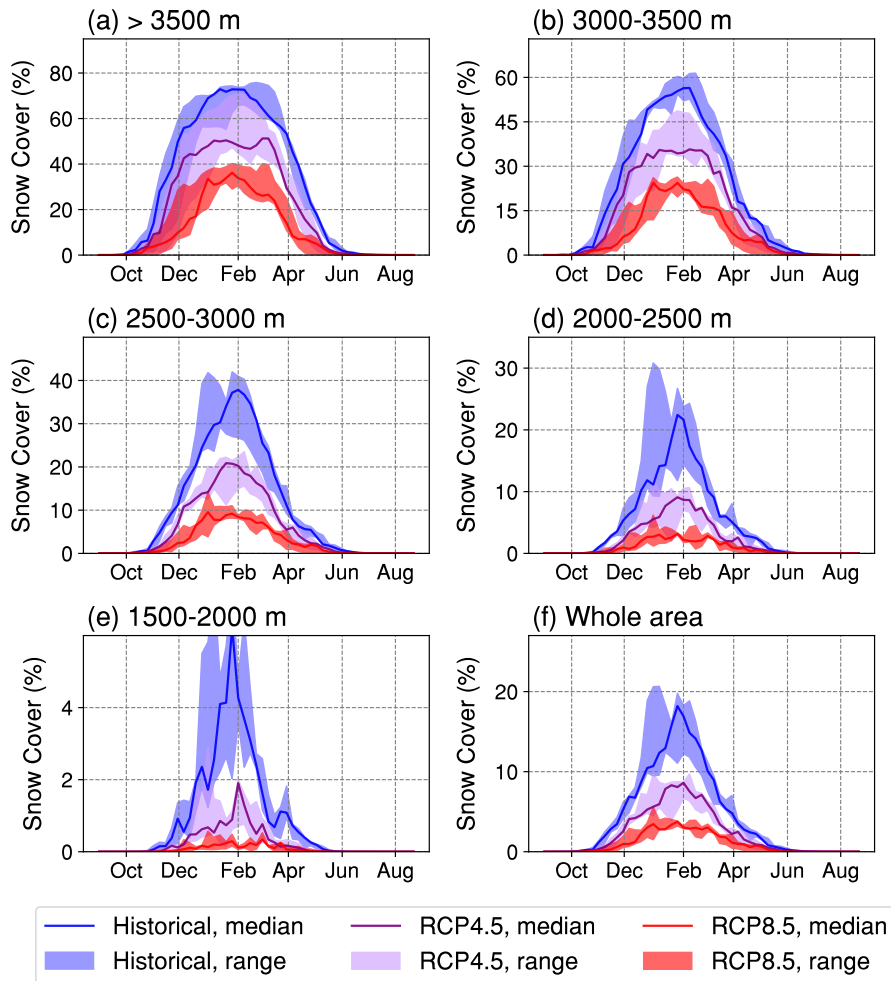 (a) > 3500 m
Snow Cover (%)
80
60
40
20
0
Oct Dec Feb Apr Jun Aug
(b) 3000-3500 m
Snow Cover (%)
60
45
30
15
0
Oct Dec Feb Apr Jun Aug
(c) 2500-3000 m
Snow Cover (%)
40
30
20
10
0
Oct Dec Feb Apr Jun Aug
(d) 2000-2500 m
Snow Cover (%)
30
20
10
0
Oct Dec Feb Apr Jun Aug
(e) 1500-2000 m
Snow Cover (%)
4
2
0
Oct Dec Feb Apr Jun Aug
(f) Whole area
Snow Cover (%)
20
10
0
Oct Dec Feb Apr Jun Aug
Historical, median RCP4.5, median RCP8.5, median
Historical, range RCP4.5, range RCP8.5, range